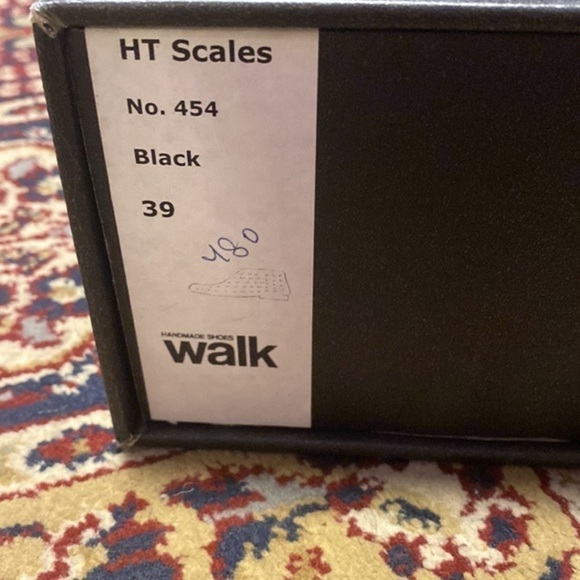 HT Scales
No. 454
Black
39
480
HANDMADE SHOES
walk